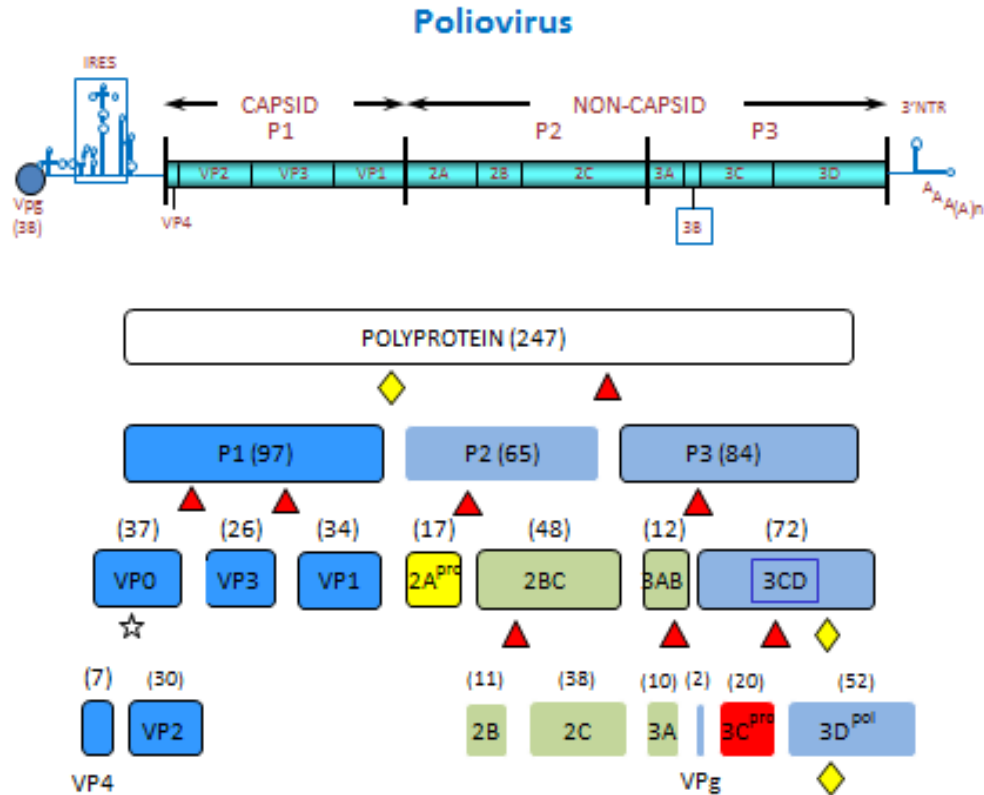 Poliovirus
IRES
CAPSID
NON-CAPSID
3'NTR
P1
P2
P3
VP2
VP3
VP1
2A
2B
2C
3A
3C
3D
Vpg
(3B)
VP4
3B
AAA(A)n
POLYPROTEIN (247)
P1 (97)
P2 (65)
P3 (84)
(37)
(26)
(34)
(17)
(48)
(12)
(72)
VP0
VP3
VP1
2Apro
2BC
3AB
3CD
(7)
(30)
(11)
(38)
(10)
(2)
(20)
(52)
VP2
2B
2C
3A
3Cpro
3Dpol
VP4
VPg